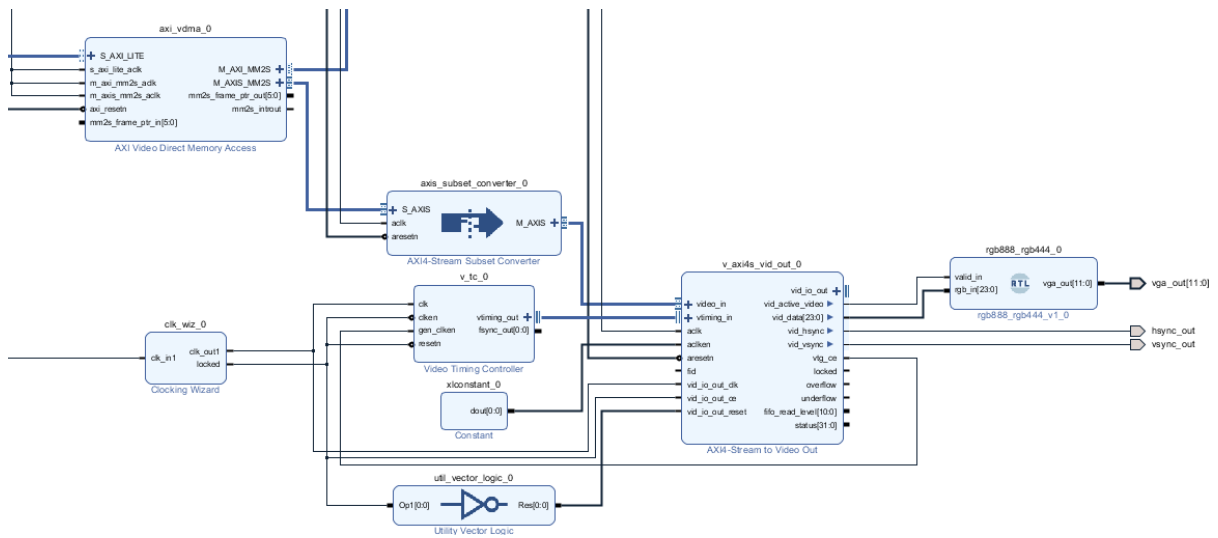 axi_vdma_0
S_AXI_LITE
s_axi_lite_aclk
m_axi_mm2s_aclk
m_axis_mm2s_aclk
axi_resetn
mm2s_frame_ptr_in[5:0]
M_AXI_MM2S
M_AXIS_MM2S
mm2s_frame_ptr_out[5:0]
mm2s_introut
AXI Video Direct Memory Access
axis_subset_converter_0
S_AXIS
aclk
aresetn
M_AXIS
AXI4-Stream Subset Converter
v_tc_0
clk
clken
gen_clken
resetn
vtiming_out
fsync_out[0:0]
Video Timing Controller
clk_wiz_0
clk_in1
clk_out1
locked
Clocking Wizard
xlconstant_0
dout[0:0]
Constant
util_vector_logic_0
Op1[0:0]
Res[0:0]
Utility Vector Logic
v_axi4s_vid_out_0
video_in
vtiming_in
aclk
aclken
aresetn
fid
vid_io_out_clk
vid_io_out_ce
vid_io_out_reset
vid_io_out
vid_active_video
vid_data[23:0]
vid_hsync
vid_vsync
vtg_ce
locked
overflow
underflow
fifo_read_level[10:0]
status[31:0]
AXI4-Stream to Video Out
rgb888_rgb444_0
valid_in
rgb_in[23:0]
RTL
vga_out[11:0]
rgb888_rgb444_v1_0
vga_out[11:0]
hsync_out
vsync_out